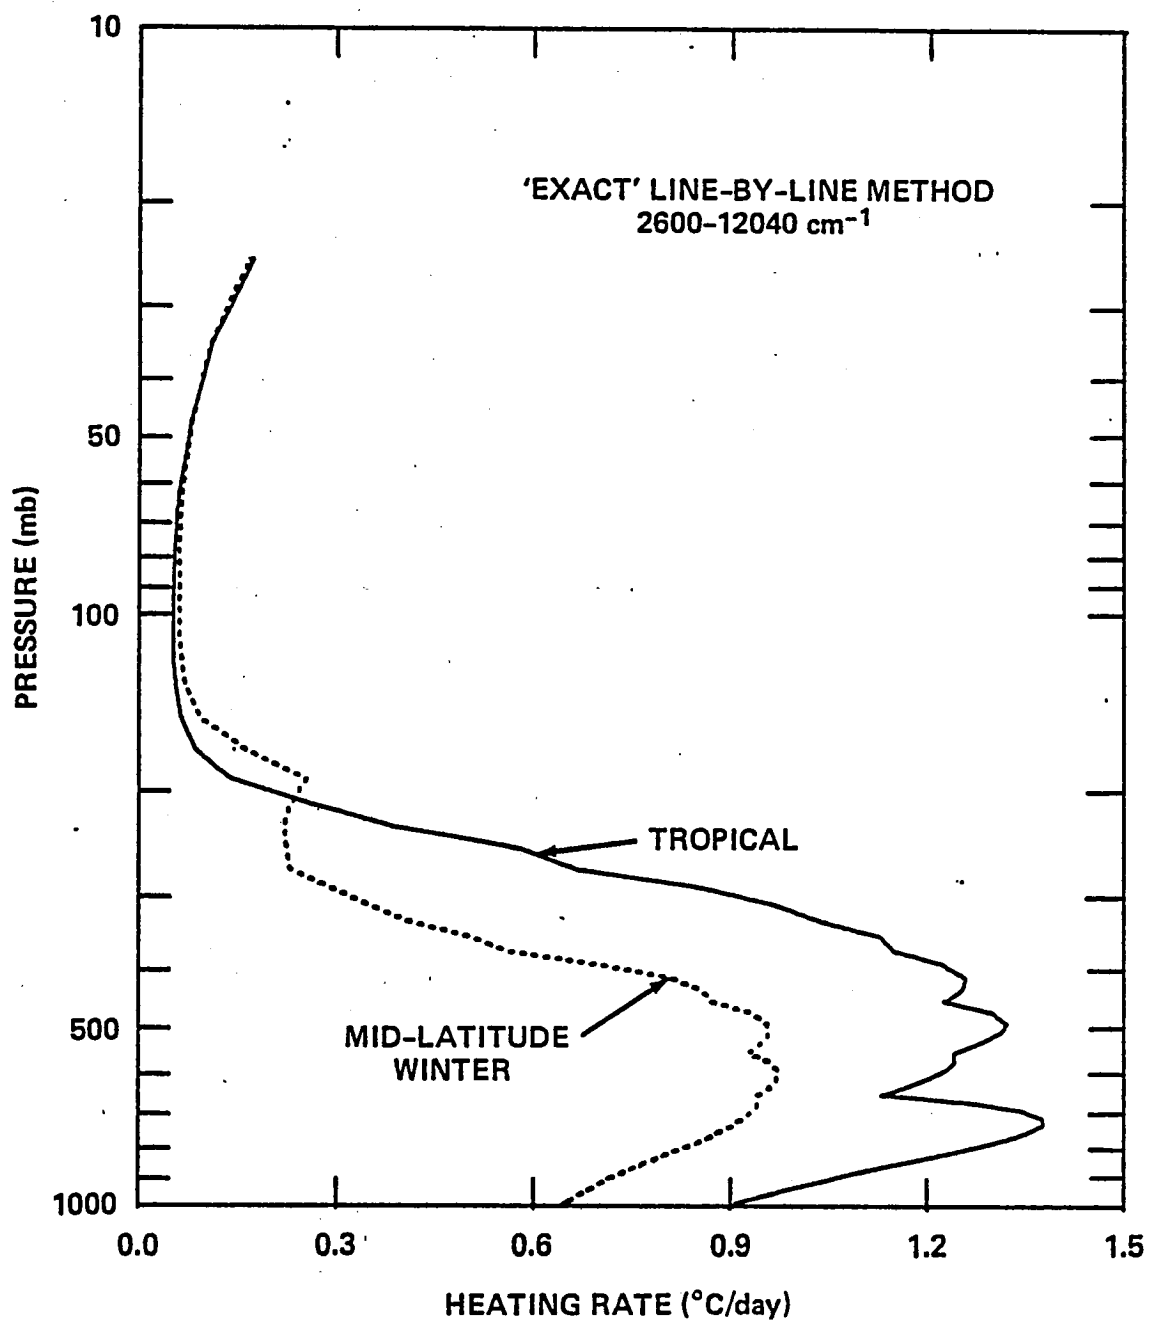 10
'EXACT' LINE-BY-LINE METHOD
2600-12040 cm⁻¹
50
PRESSURE (mb)
100
TROPICAL
500
MID-LATITUDE
WINTER
1000
0.0 0.3 0.6 0.9 1.2 1.5
HEATING RATE (°C/day)